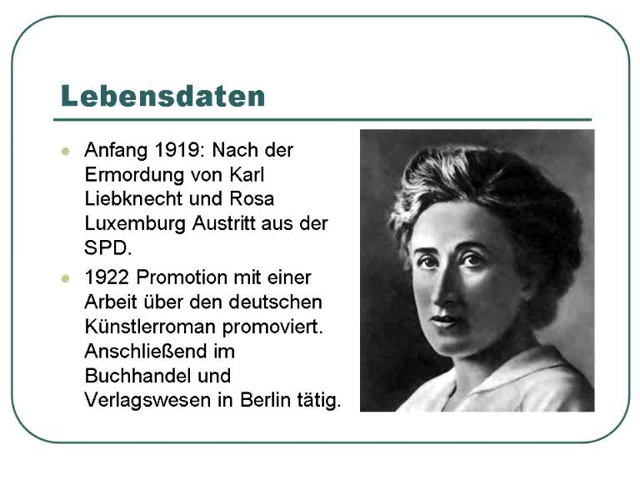 Lebensdaten
Anfang 1919: Nach der
Ermordung von Karl
Liebknecht und Rosa
Luxemburg Austritt aus der
SPD.
1922 Promotion mit einer
Arbeit über den deutschen
Künstlerroman promoviert.
Anschließend im
Buchhandel und
Verlagswesen in Berlin tätig.